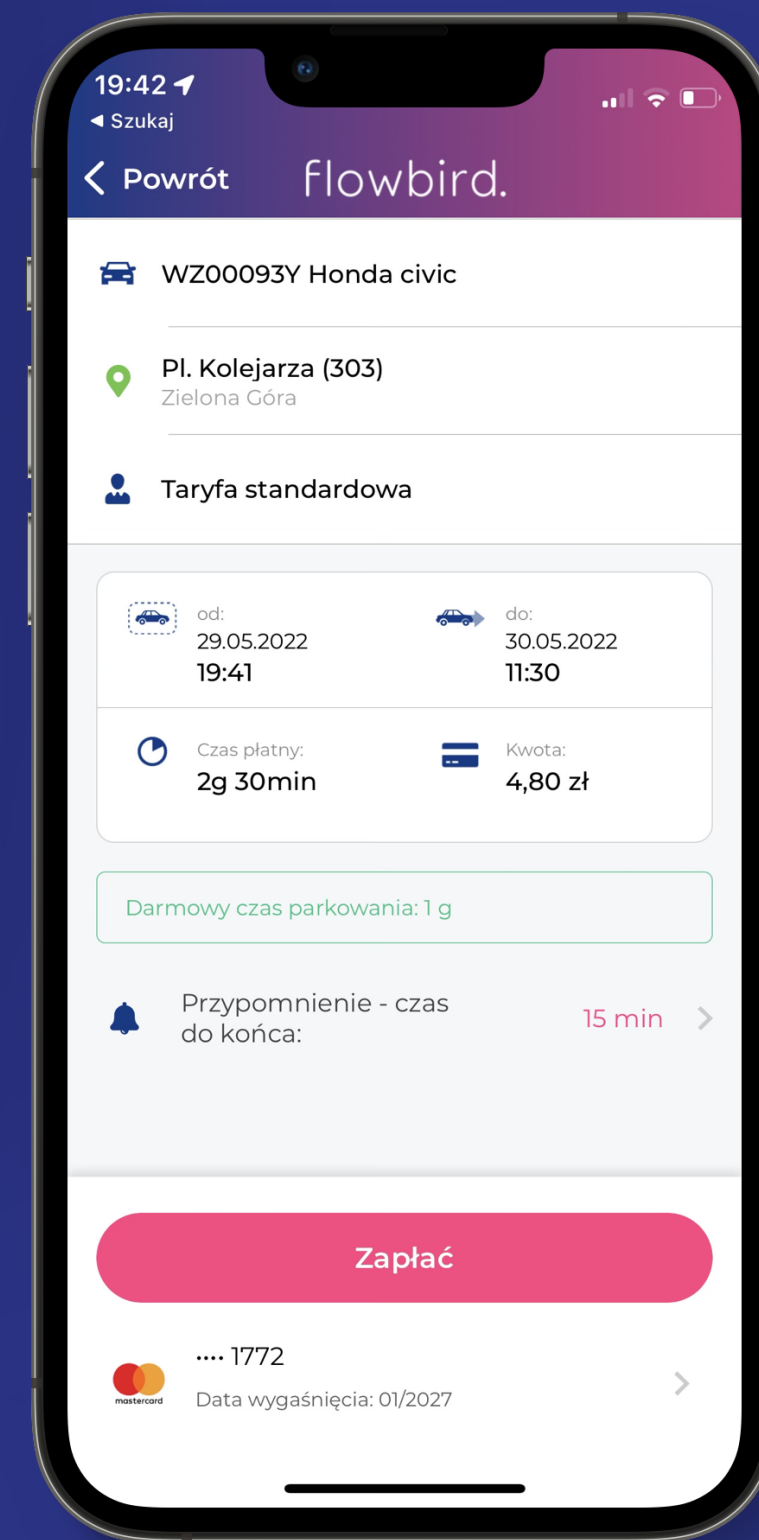 19:42
Szukaj
Powrót
flowbird.
WZ00093Y Honda civic
Pl. Kolejarza (303)
Zielona Góra
Taryfa standardowa
od:
29.05.2022
19:41
do:
30.05.2022
11:30
Czas płatny:
2g 30min
Kwota:
4,80 zł
Darmowy czas parkowania: 1 g
Przypomnienie - czas
do końca:
15 min
Zapłać
•••• 1772
mastercard
Data wygaśnięcia: 01/2027